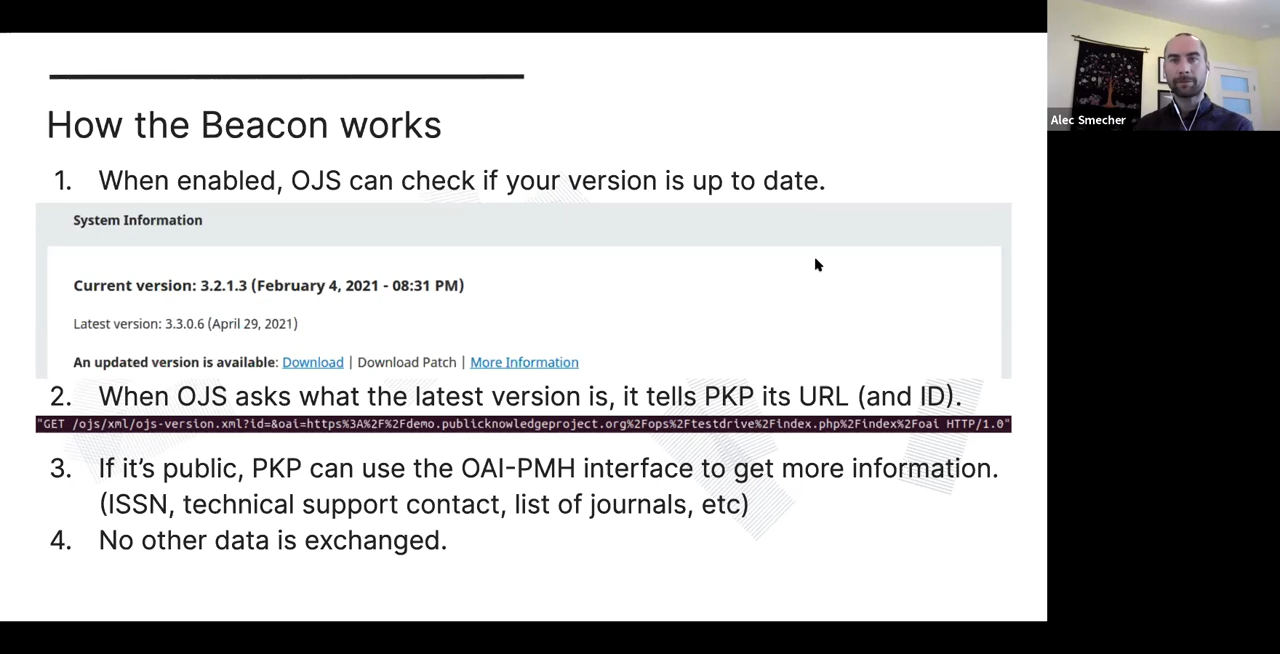 How the Beacon works
1. When enabled, OJS can check if your version is up to date.
System Information
Current version: 3.2.1.3 (February 4, 2021 - 08:31 PM)
Latest version: 3.3.0.6 (April 29, 2021)
An updated version is available: Download | Download Patch | More Information
2. When OJS asks what the latest version is, it tells PKP its URL (and ID).
"GET /ojs/xml/ojs-version.xml?id=&oai=https%3A%2F%2Fdemo.publicknowledgeproject.org%2Fops%2Ftestdrive%2Findex.php%2Findex%2Foai HTTP/1.0"
3. If it’s public, PKP can use the OAI-PMH interface to get more information.
(ISSN, technical support contact, list of journals, etc)
4. No other data is exchanged.
Alec Smecher